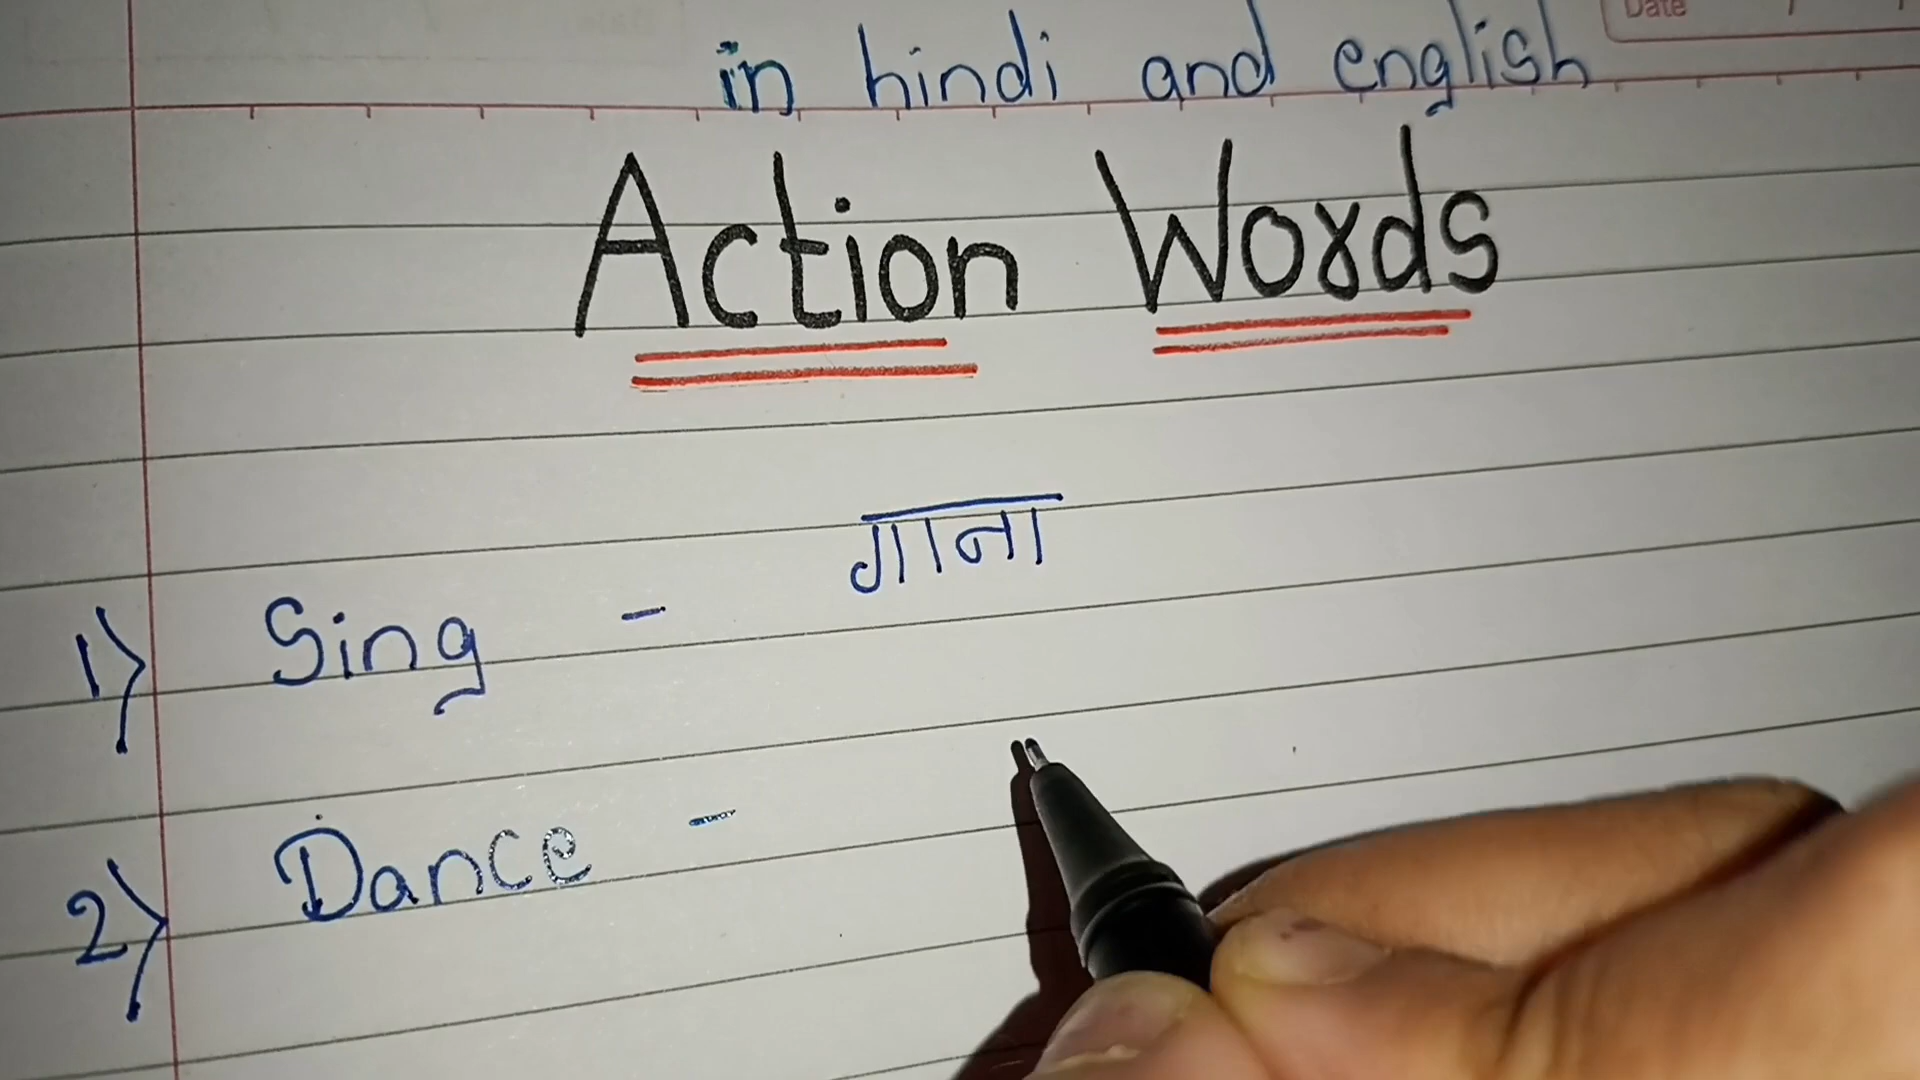 Date / /
in hindi and english
Action Words
1) Sing - गाना
2) Dance -